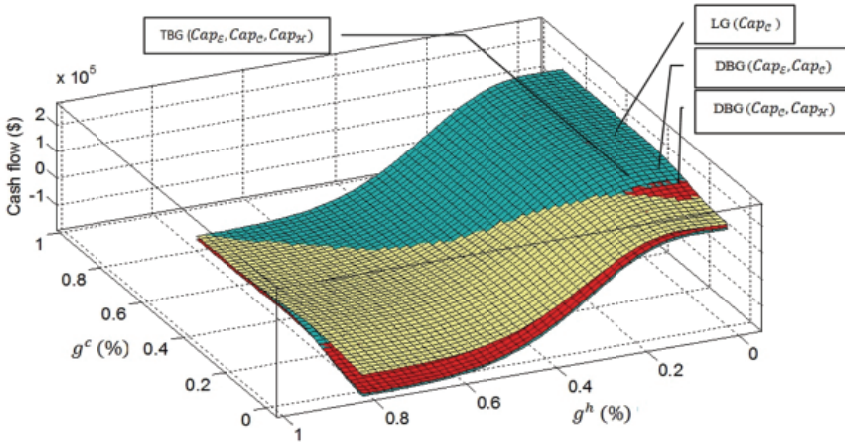 TBG (Cap_ℰ, Cap_𝒞, Cap_ℋ)
LG (Cap_𝒞)
DBG (Cap_ℰ, Cap_𝒞)
DBG (Cap_𝒞, Cap_ℋ)
x 10^5
Cash flow ($)
2
1
0
-1
1
0.8
0.6
0.4
0.2
0
g^c (%)
1
0.8
0.6
0.4
0.2
0
g^h (%)